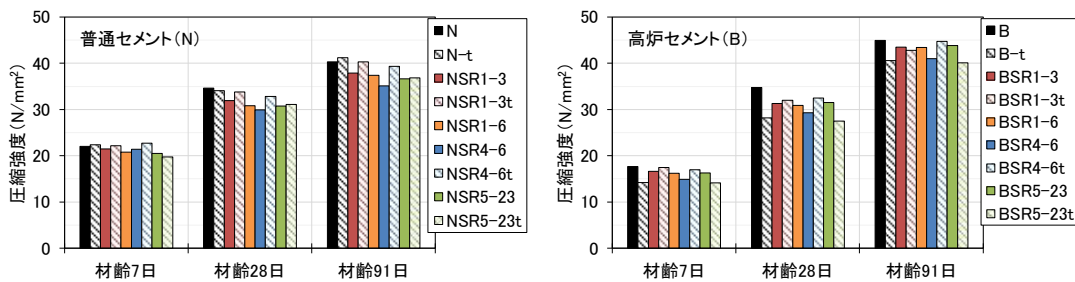 普通セメント(N)
圧縮強度(N/mm²)
50
40
30
20
10
0
材齢7日
材齢28日
材齢91日
N
N-t
NSR1-3
NSR1-3t
NSR1-6
NSR4-6
NSR4-6t
NSR5-23
NSR5-23t
高炉セメント(B)
圧縮強度(N/mm²)
50
40
30
20
10
0
材齢7日
材齢28日
材齢91日
B
B-t
BSR1-3
BSR1-3t
BSR1-6
BSR4-6
BSR4-6t
BSR5-23
BSR5-23t